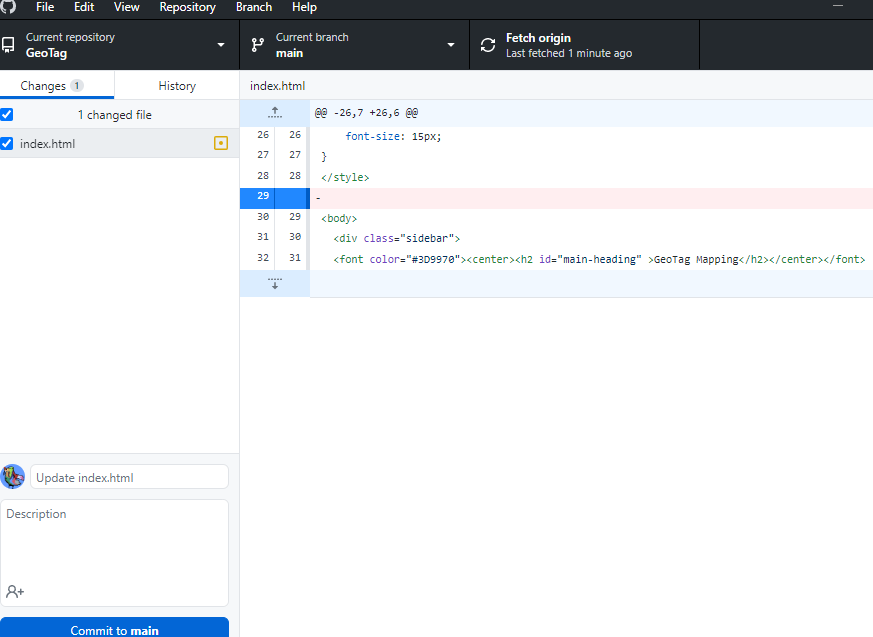 File Edit View Repository Branch Help
Current repository
GeoTag
Current branch
main
Fetch origin
Last fetched 1 minute ago
Changes 1 History
index.html
1 changed file
index.html
@@ -26,7 +26,6 @@
26 26 font-size: 15px;
27 27 }
28 28 </style>
29 -
30 29 <body>
31 30 <div class="sidebar">
32 31 <font color="#3D9970"><center><h2 id="main-heading" >GeoTag Mapping</h2></center></font>
Update index.html
Description
Commit to main